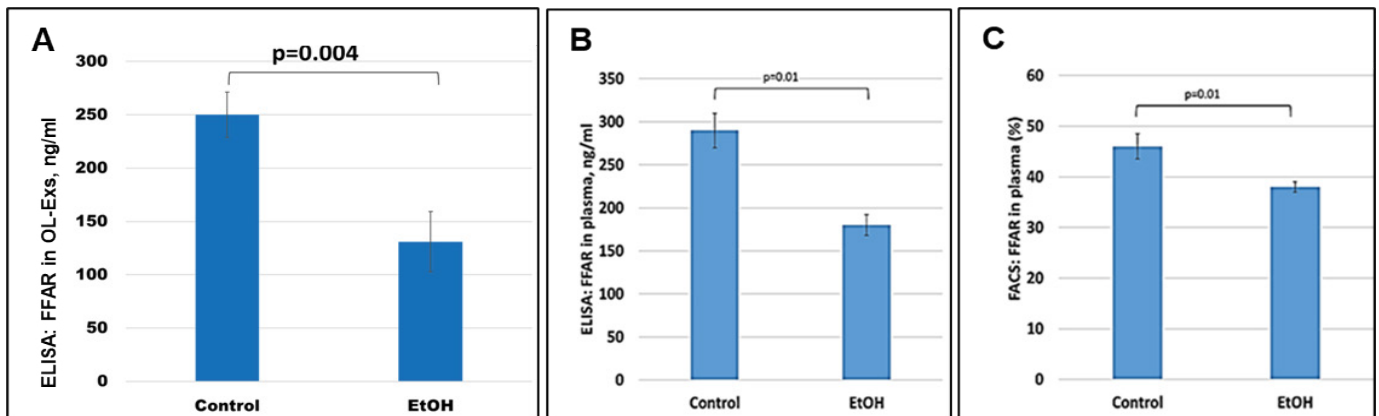 A
p=0.004
ELISA: FFAR in OL-Exs, ng/ml
300
250
200
150
100
50
0
Control EtOH
B
p=0.01
ELISA: FFAR in plasma, ng/ml
350
300
250
200
150
100
50
0
Control EtOH
C
p=0.01
FACS: FFAR in plasma (%)
60
50
40
30
20
10
0
Control EtOH